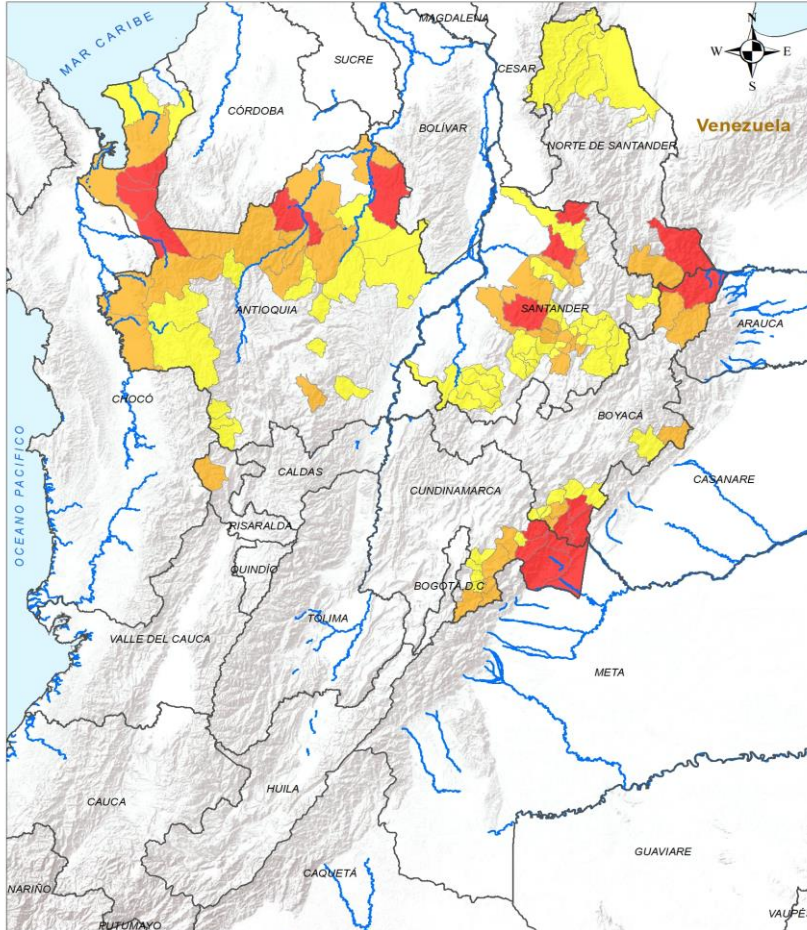 MAGDALENA
MAR CARIBE
SUCRE
CESAR
N
W
E
S
CÓRDOBA
BOLÍVAR
Venezuela
NORTE DE SANTANDER
ANTIOQUIA
SANTANDER
ARAUCA
CHOCÓ
BOYACÁ
OCEANO PACIFICO
CALDAS
CUNDINAMARCA
CASANARE
RISARALDA
QUINDÍO
BOGOTÁ,D.C
TOLIMA
VALLE DEL CAUCA
META
HUILA
CAUCA
GUAVIARE
CAQUETÁ
NARIÑO
PUTUMAYO
VAUPÉS